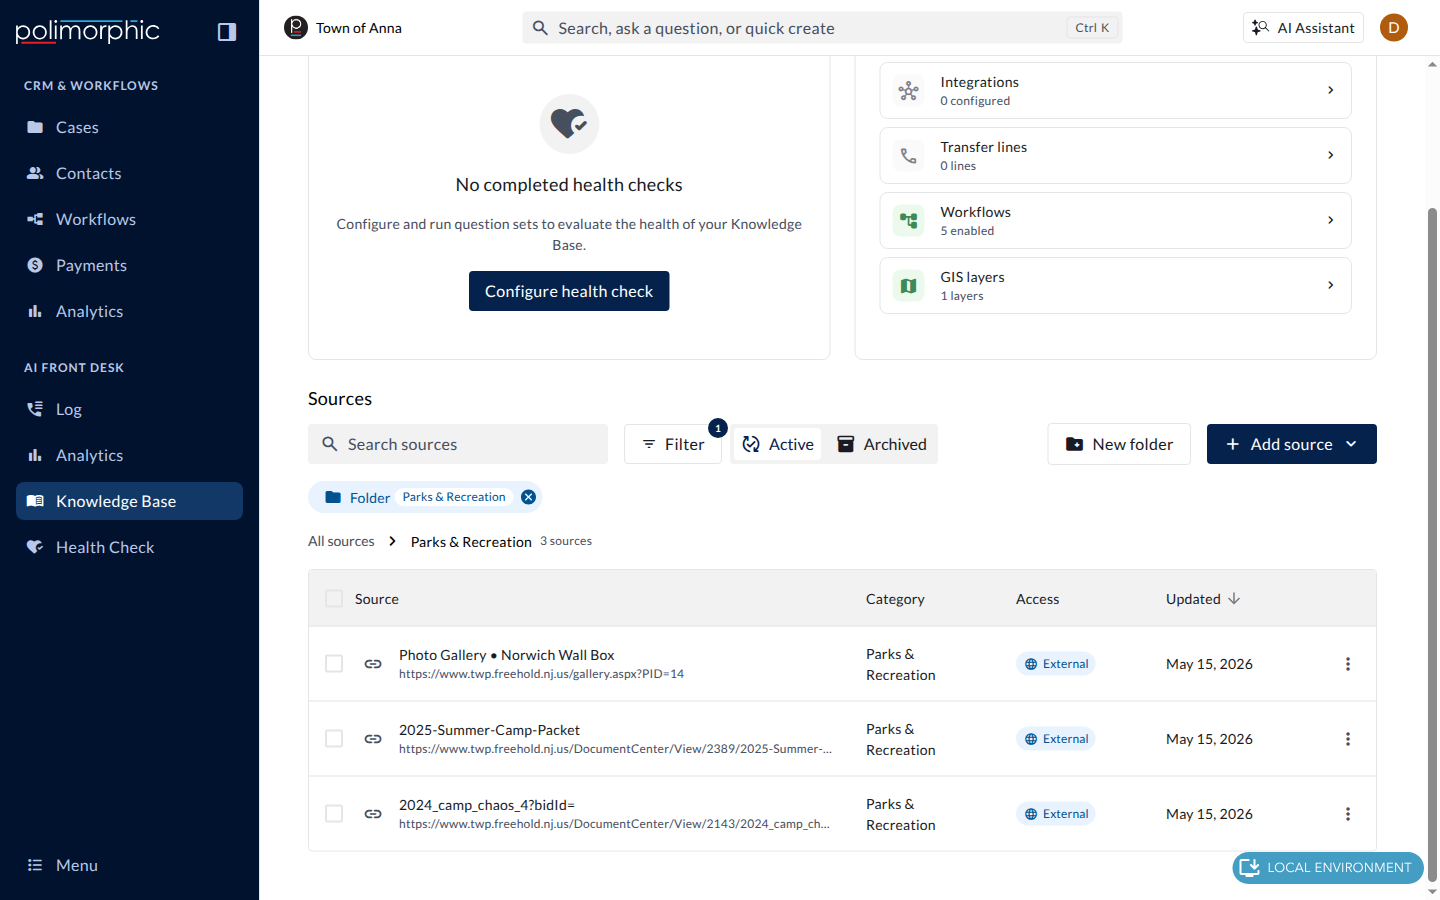 polimorphic
CRM & WORKFLOWS
Cases
Contacts
Workflows
Payments
Analytics
AI FRONT DESK
Log
Analytics
Knowledge Base
Health Check
Menu
Town of Anna
Search, ask a question, or quick create
Ctrl K
AI Assistant
D
No completed health checks
Configure and run question sets to evaluate the health of your Knowledge
Base.
Configure health check
Integrations
0 configured
Transfer lines
0 lines
Workflows
5 enabled
GIS layers
1 layers
Sources
Search sources
Filter
1
Active
Archived
New folder
Add source
Folder
Parks & Recreation
All sources
Parks & Recreation
3 sources
Source
Category
Access
Updated
Photo Gallery • Norwich Wall Box
https://www.twp.freehold.nj.us/gallery.aspx?PID=14
Parks &
Recreation
External
May 15, 2026
2025-Summer-Camp-Packet
https://www.twp.freehold.nj.us/DocumentCenter/View/2389/2025-Summer-...
Parks &
Recreation
External
May 15, 2026
2024_camp_chaos_4?bidId=
https://www.twp.freehold.nj.us/DocumentCenter/View/2143/2024_camp_ch...
Parks &
Recreation
External
May 15, 2026
LOCAL ENVIRONMENT